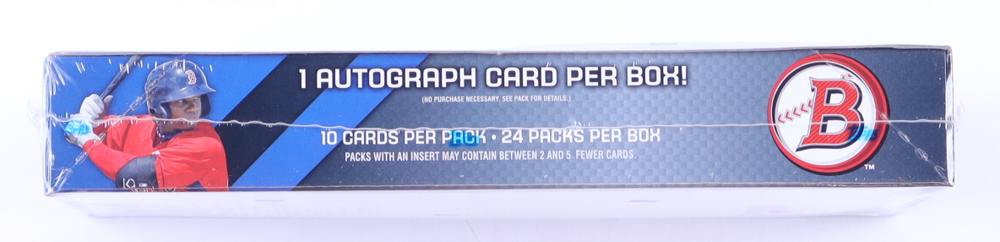 1 AUTOGRAPH CARD PER BOX!
(NO PURCHASE NECESSARY. SEE PACK FOR DETAILS.)
10 CARDS PER PACK • 24 PACKS PER BOX
PACKS WITH AN INSERT MAY CONTAIN BETWEEN 2 AND 5 FEWER CARDS.
B
B
TM